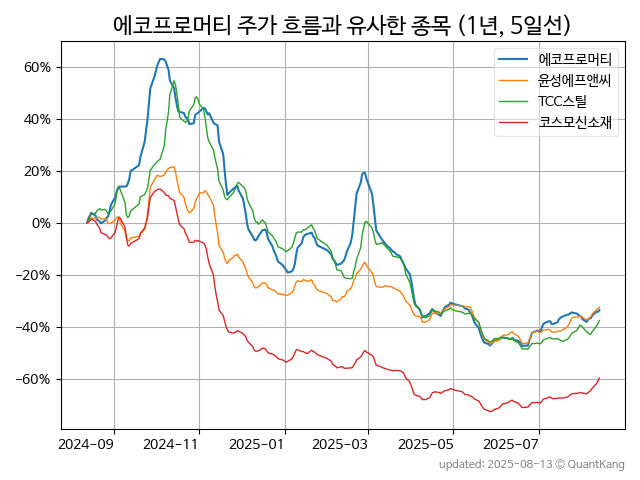 에코프로머티 주가 흐름과 유사한 종목 (1년, 5일선)
에코프로머티
윤성에프앤씨
TCC스틸
코스모신소재
60%
40%
20%
0%
−20%
−40%
−60%
2024-09 2024-11 2025-01 2025-03 2025-05 2025-07
updated: 2025-08-13 © QuantKang